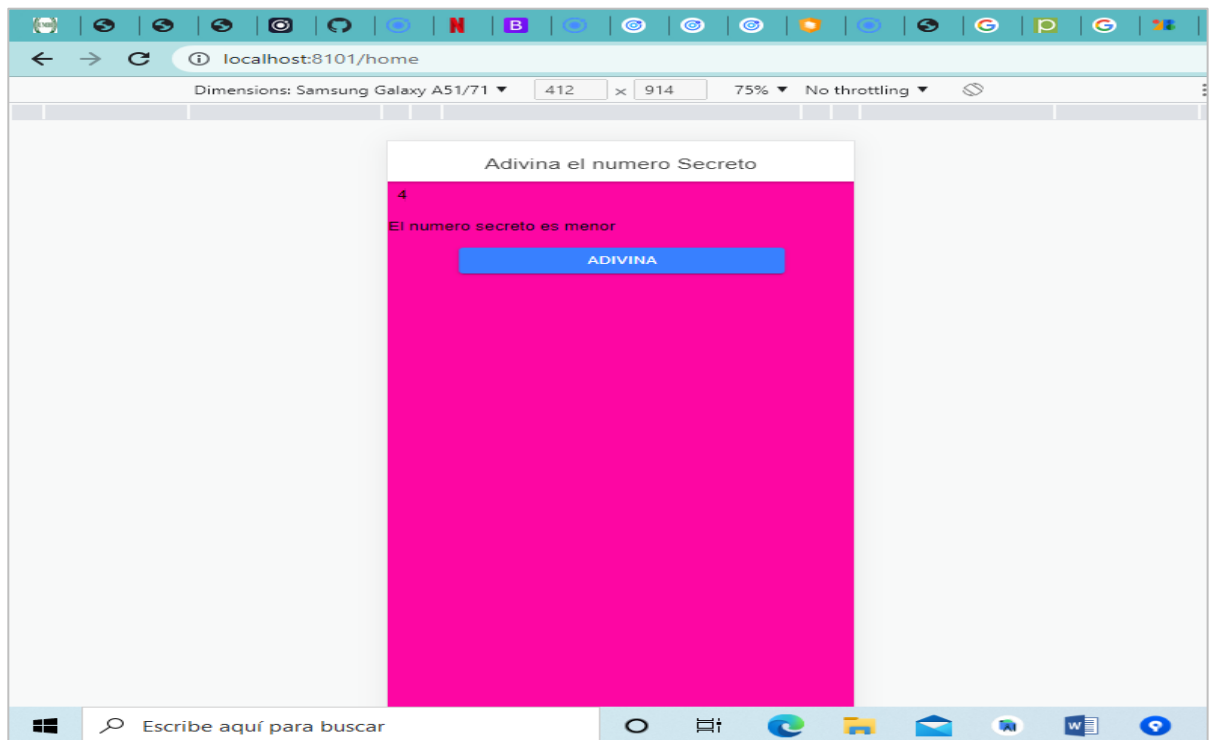 localhost:8101/home
Dimensions: Samsung Galaxy A51/71 ▼ 412 × 914 75% ▼ No throttling ▼
Adivina el numero Secreto
4
El numero secreto es menor
ADIVINA
Escribe aquí para buscar